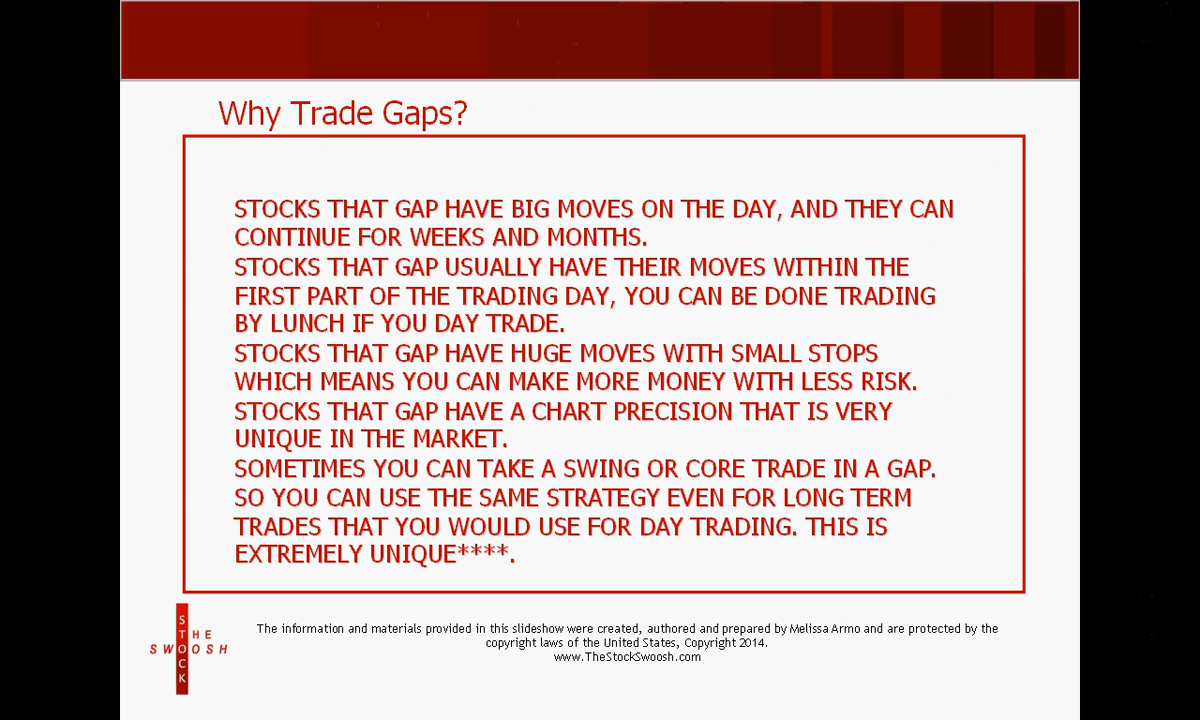 Why Trade Gaps?
STOCKS THAT GAP HAVE BIG MOVES ON THE DAY, AND THEY CAN
CONTINUE FOR WEEKS AND MONTHS.
STOCKS THAT GAP USUALLY HAVE THEIR MOVES WITHIN THE
FIRST PART OF THE TRADING DAY, YOU CAN BE DONE TRADING
BY LUNCH IF YOU DAY TRADE.
STOCKS THAT GAP HAVE HUGE MOVES WITH SMALL STOPS
WHICH MEANS YOU CAN MAKE MORE MONEY WITH LESS RISK.
STOCKS THAT GAP HAVE A CHART PRECISION THAT IS VERY
UNIQUE IN THE MARKET.
SOMETIMES YOU CAN TAKE A SWING OR CORE TRADE IN A GAP.
SO YOU CAN USE THE SAME STRATEGY EVEN FOR LONG TERM
TRADES THAT YOU WOULD USE FOR DAY TRADING. THIS IS
EXTREMELY UNIQUE****.
THE
STOCK
SWOOSH
The information and materials provided in this slideshow were created, authored and prepared by Melissa Armo and are protected by the
copyright laws of the United States, Copyright 2014.
www.TheStockSwoosh.com